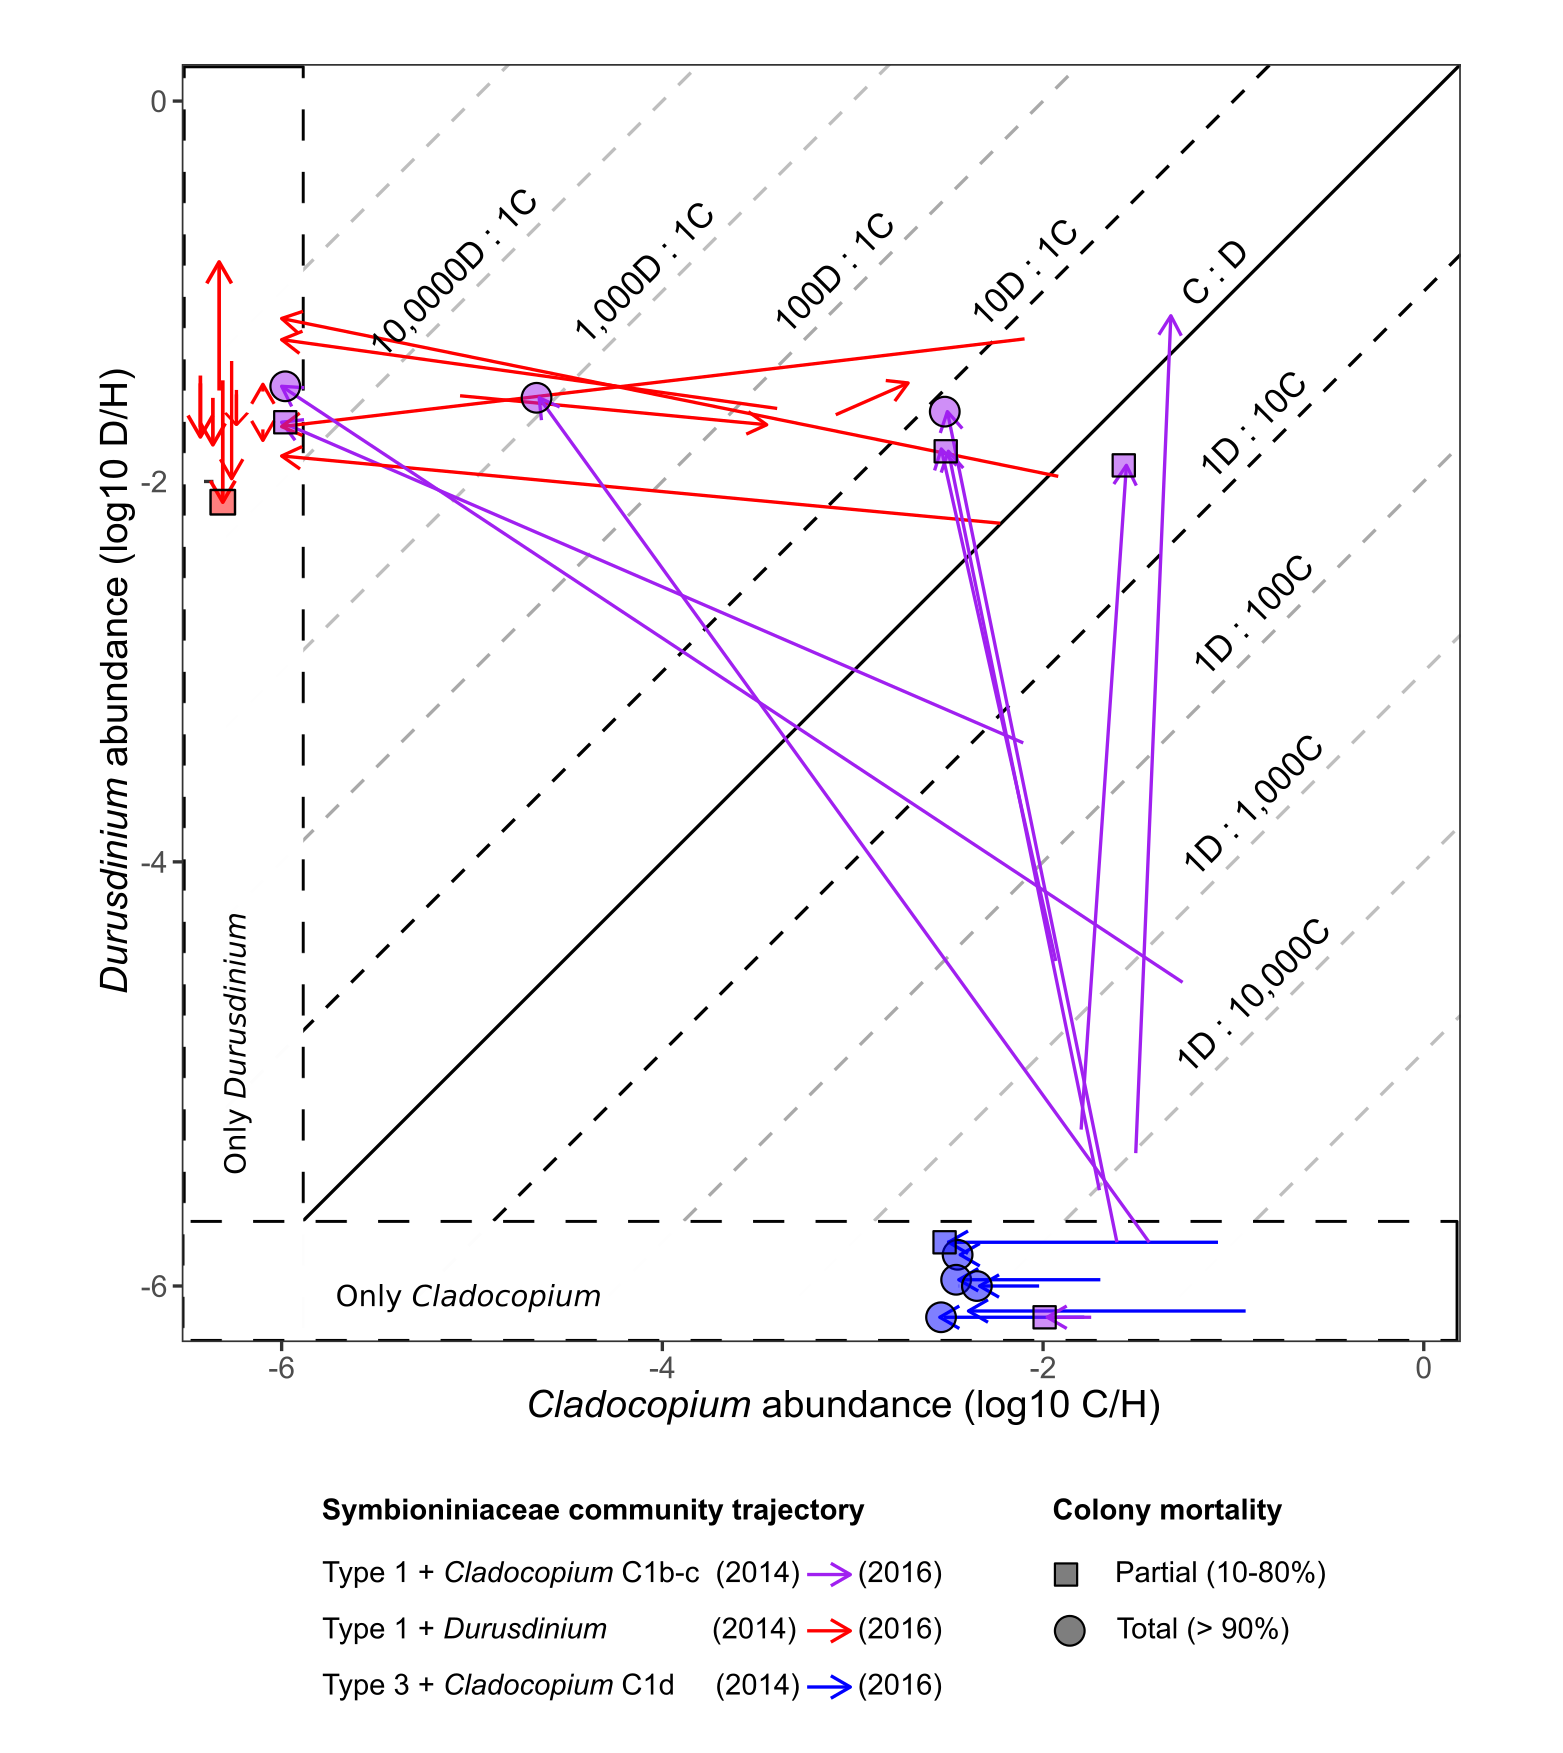 0
-2
-4
-6
Durusdinium abundance (log10 D/H)
10,0000D : 1C
1,000D : 1C
100D : 1C
10D : 1C
C : D
1D : 10C
1D : 100C
1D : 1,000C
1D : 10,000C
Only Durusdinium
Only Cladocopium
-6
-4
-2
0
Cladocopium abundance (log10 C/H)
Symbioniniaceae community trajectory
Type 1 + Cladocopium C1b-c (2014) (2016)
Type 1 + Durusdinium (2014) (2016)
Type 3 + Cladocopium C1d (2014) (2016)
Colony mortality
Partial (10-80%)
Total (> 90%)